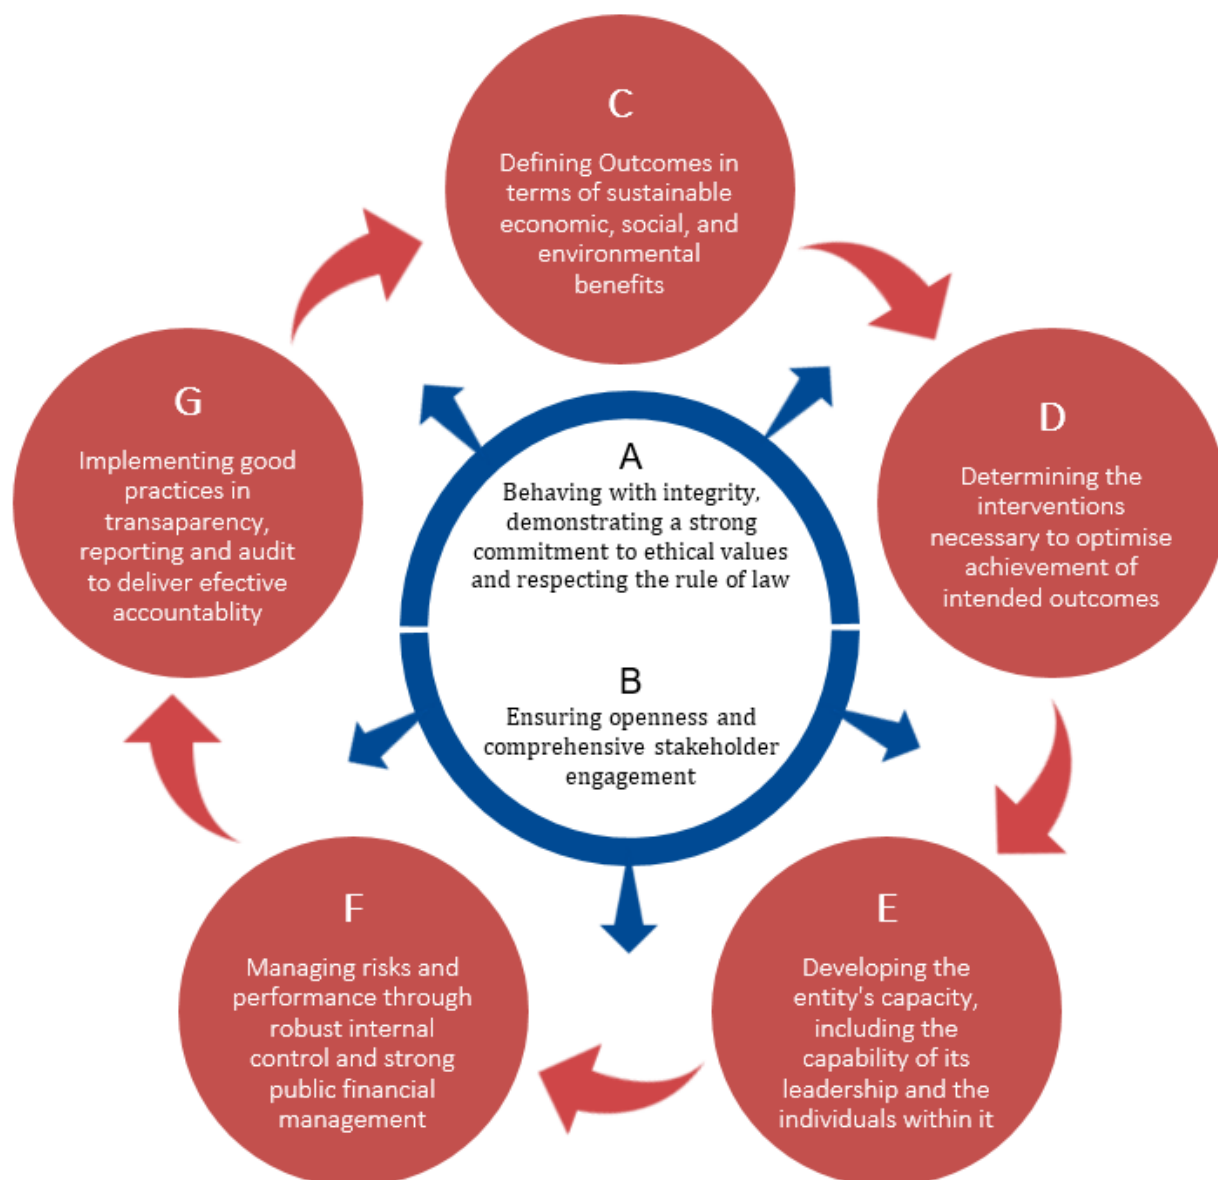 C
Defining Outcomes in
terms of sustainable
economic, social, and
environmental
benefits
G
Implementing good
practices in
transaparency,
reporting and audit
to deliver efective
accountablity
A
Behaving with integrity,
demonstrating a strong
commitment to ethical values
and respecting the rule of law
D
Determining the
interventions
necessary to optimise
achievement of
intended outcomes
B
Ensuring openness and
comprehensive stakeholder
engagement
F
Managing risks and
performance through
robust internal
control and strong
public financial
management
E
Developing the
entity's capacity,
including the
capability of its
leadership and the
individuals within it